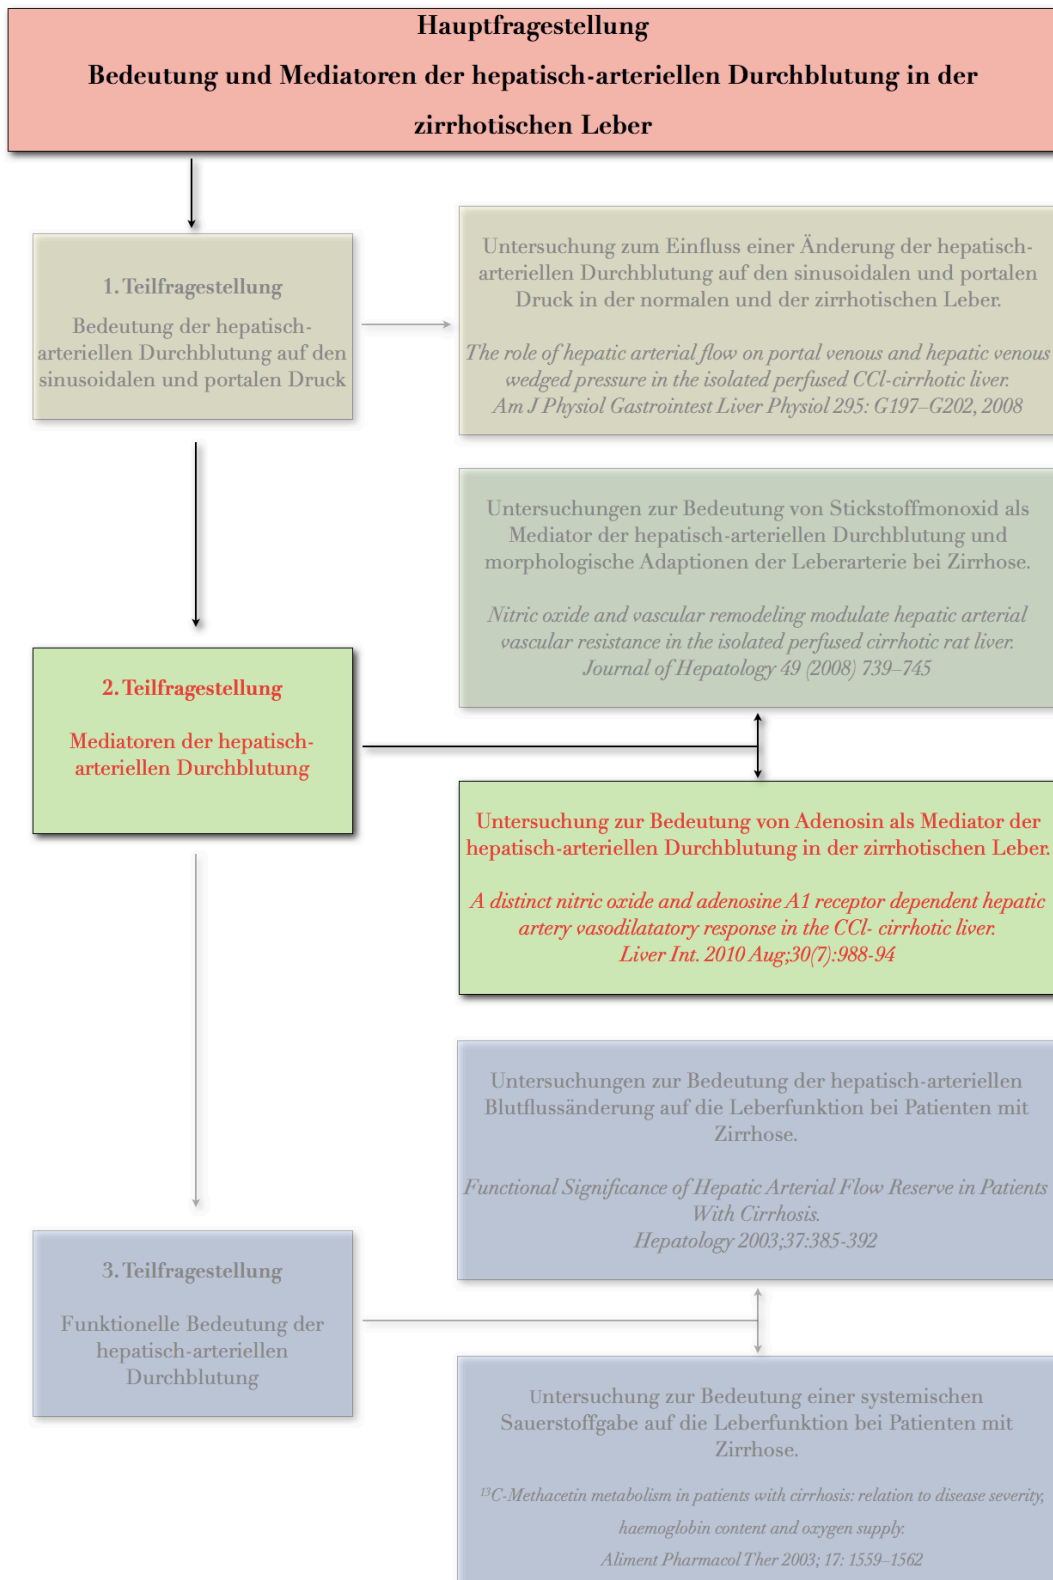 Hauptfragestellung
Bedeutung und Mediatoren der hepatisch-arteriellen Durchblutung in der
zirrhotischen Leber
1. Teilfragestellung
Bedeutung der hepatisch-
arteriellen Durchblutung auf den
sinusoidalen und portalen Druck
Untersuchung zum Einfluss einer Änderung der hepatisch-
arteriellen Durchblutung auf den sinusoidalen und portalen
Druck in der normalen und der zirrhotischen Leber.
The role of hepatic arterial flow on portal venous and hepatic venous
wedged pressure in the isolated perfused CCl-cirrhotic liver.
Am J Physiol Gastrointest Liver Physiol 295: G197–G202, 2008
Untersuchungen zur Bedeutung von Stickstoffmonoxid als
Mediator der hepatisch-arteriellen Durchblutung und
morphologische Adaptionen der Leberarterie bei Zirrhose.
Nitric oxide and vascular remodeling modulate hepatic arterial
vascular resistance in the isolated perfused cirrhotic rat liver.
Journal of Hepatology 49 (2008) 739–745
2. Teilfragestellung
Mediatoren der hepatisch-
arteriellen Durchblutung
Untersuchung zur Bedeutung von Adenosin als Mediator der
hepatisch-arteriellen Durchblutung in der zirrhotischen Leber.
A distinct nitric oxide and adenosine A1 receptor dependent hepatic
artery vasodilatatory response in the CCl- cirrhotic liver.
Liver Int. 2010 Aug;30(7):988-94
Untersuchungen zur Bedeutung der hepatisch-arteriellen
Blutflussänderung auf die Leberfunktion bei Patienten mit
Zirrhose.
Functional Significance of Hepatic Arterial Flow Reserve in Patients
With Cirrhosis.
Hepatology 2003;37:385-392
3. Teilfragestellung
Funktionelle Bedeutung der
hepatisch-arteriellen
Durchblutung
Untersuchung zur Bedeutung einer systemischen
Sauerstoffgabe auf die Leberfunktion bei Patienten mit
Zirrhose.
¹³C-Methacetin metabolism in patients with cirrhosis: relation to disease severity,
haemoglobin content and oxygen supply.
Aliment Pharmacol Ther 2003; 17: 1559–1562